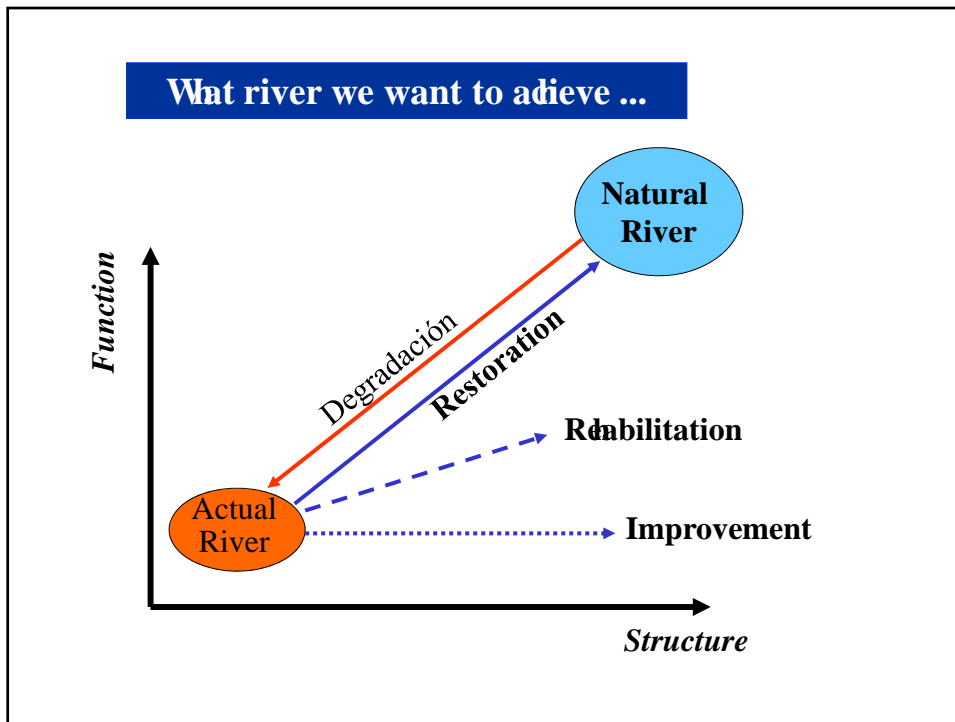 What river we want to achieve ...
Natural
River
Function
Degradación
Restoration
Rehabilitation
Actual
River
Improvement
Structure